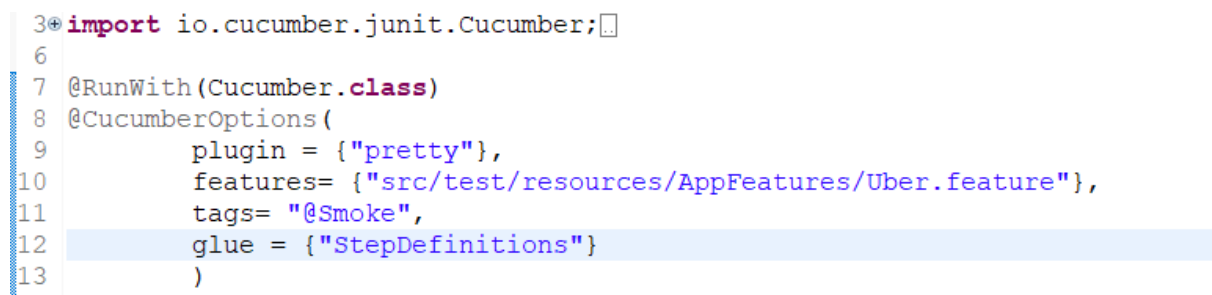 3 import io.cucumber.junit.Cucumber;
6
7 @RunWith(Cucumber.class)
8 @CucumberOptions(
9 plugin = {"pretty"},
10 features= {"src/test/resources/AppFeatures/Uber.feature"},
11 tags= "@Smoke",
12 glue = {"StepDefinitions"}
13 )